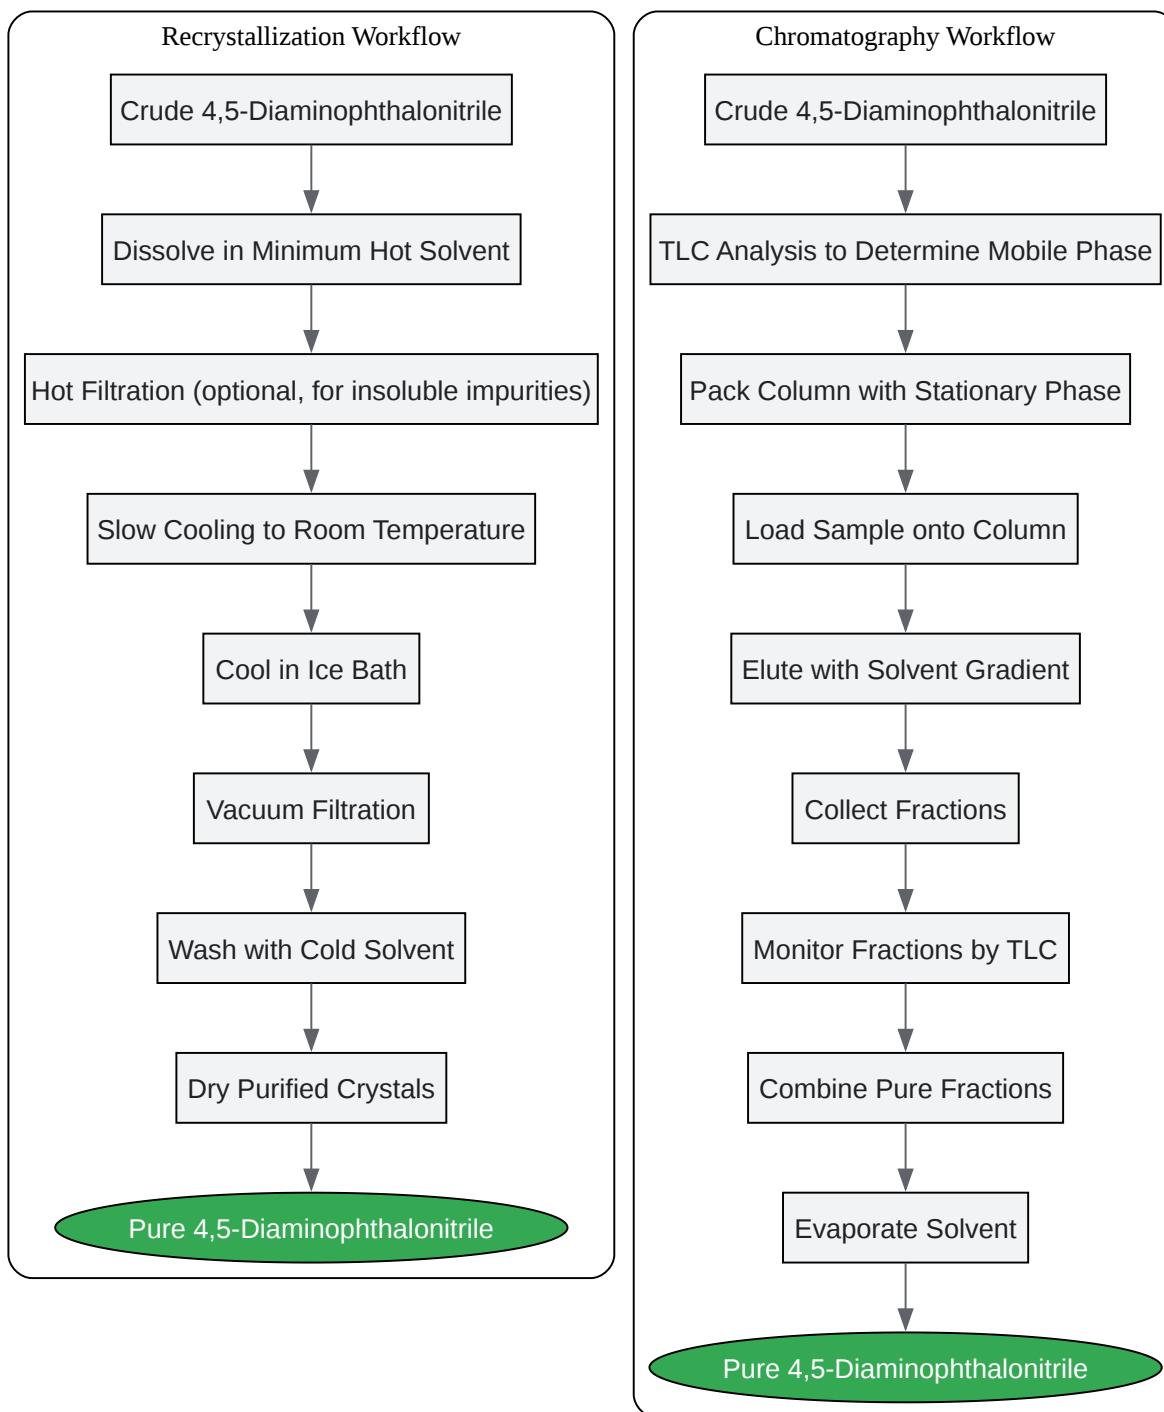 Recrystallization Workflow
Crude 4,5-Diaminophthalonitrile
Dissolve in Minimum Hot Solvent
Hot Filtration (optional, for insoluble impurities)
Slow Cooling to Room Temperature
Cool in Ice Bath
Vacuum Filtration
Wash with Cold Solvent
Dry Purified Crystals
Pure 4,5-Diaminophthalonitrile
Chromatography Workflow
Crude 4,5-Diaminophthalonitrile
TLC Analysis to Determine Mobile Phase
Pack Column with Stationary Phase
Load Sample onto Column
Elute with Solvent Gradient
Collect Fractions
Monitor Fractions by TLC
Combine Pure Fractions
Evaporate Solvent
Pure 4,5-Diaminophthalonitrile